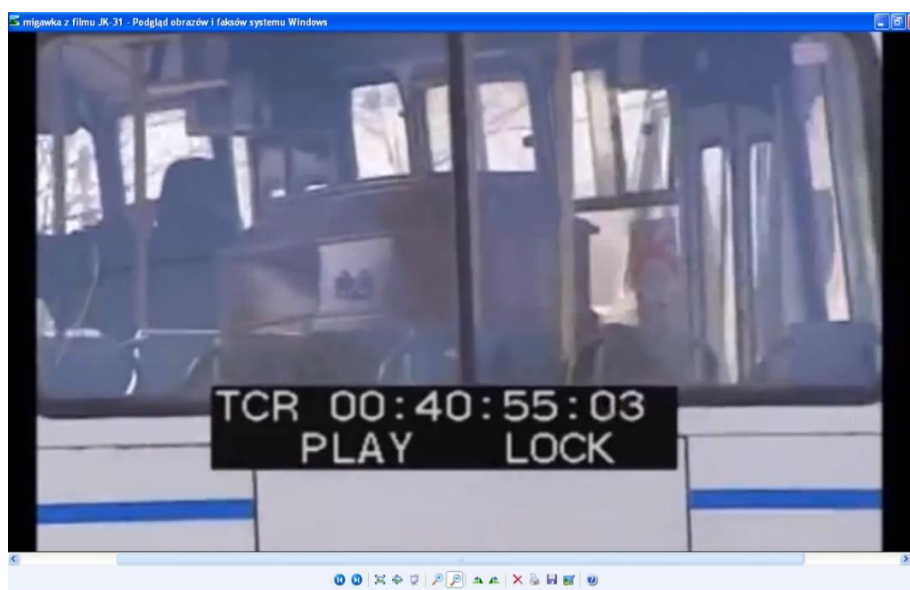 migawka z filmu JK-31 - Podgląd obrazów i faksów systemu Windows
TCR 00:40:55:03
PLAY LOCK